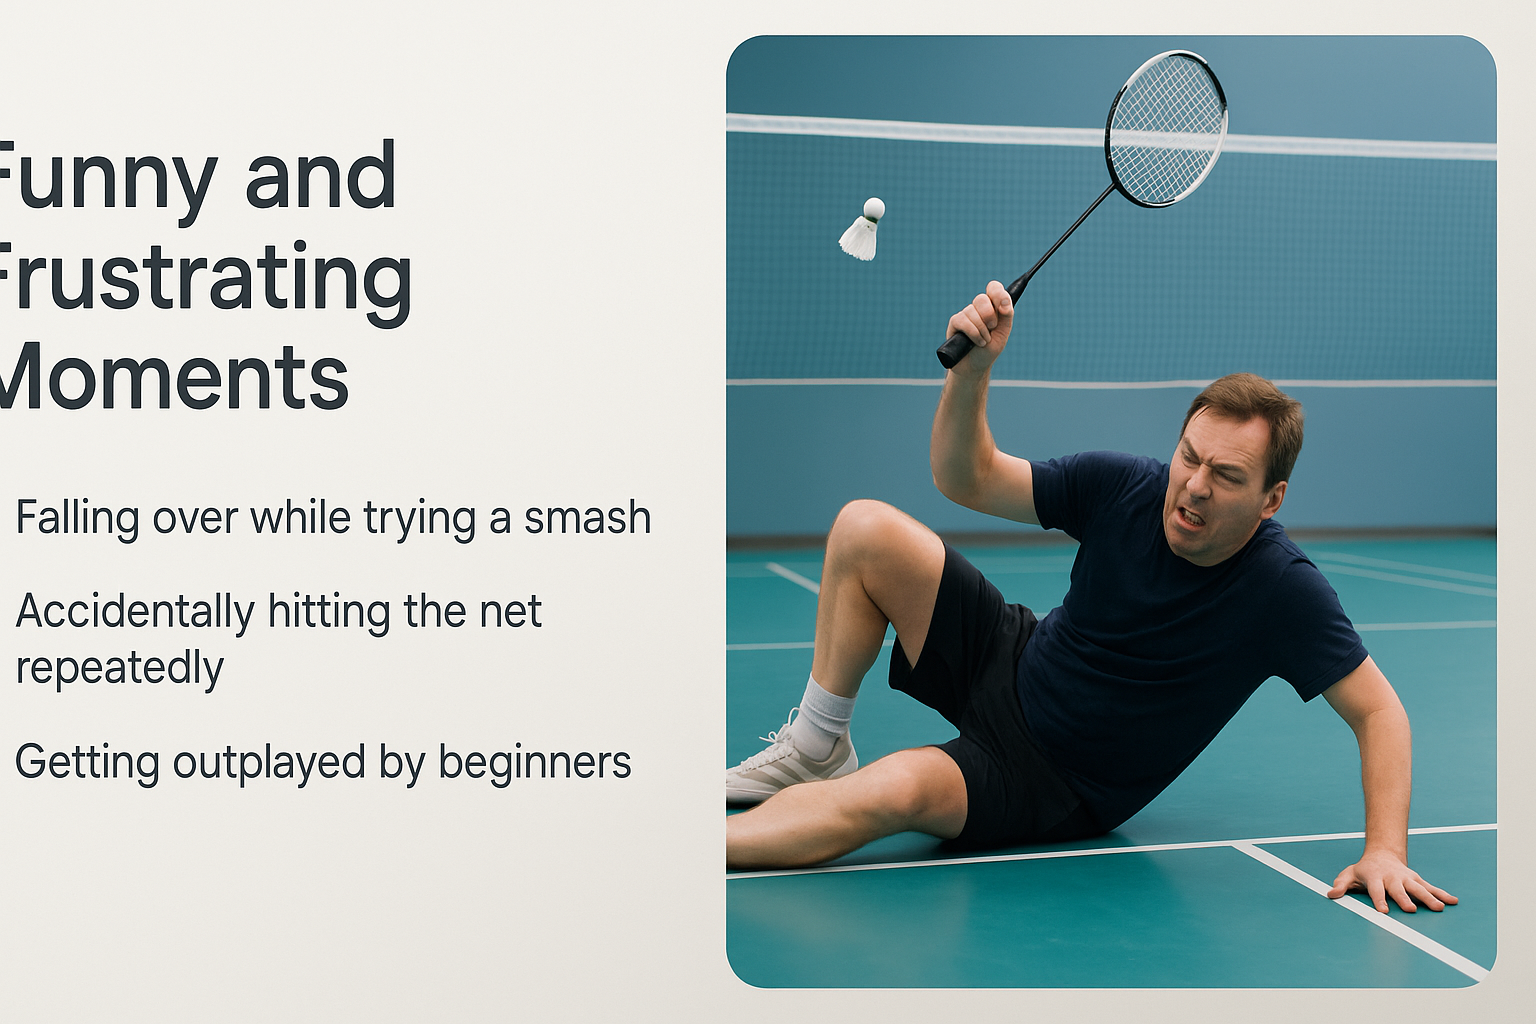 Funny and
Frustrating
Moments
Falling over while trying a smash
Accidentally hitting the net
repeatedly
Getting outplayed by beginners